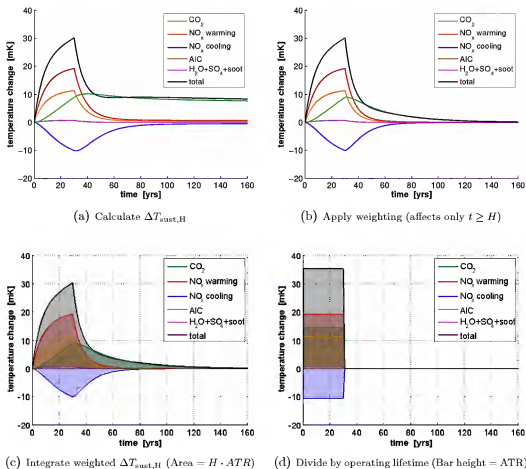 temperature change [mK]
40
30
20
10
0
-10
-20
0 20 40 60 80 100 120 140 160
time [yrs]
CO2
NOx warming
NOx cooling
AIC
H2O+SO4+soot
total
(a) Calculate ΔTsust,H
temperature change [mK]
40
30
20
10
0
-10
-20
0 20 40 60 80 100 120 140 160
time [yrs]
CO2
NOx warming
NOx cooling
AIC
H2O+SO4+soot
total
(b) Apply weighting (affects only t ≥ H)
temperature change [mK]
40
30
20
10
0
-10
-20
0 20 40 60 80 100 120 140 160
time [yrs]
CO2
NO warming
NO cooling
AIC
H2O+SO+soot
total
(c) Integrate weighted ΔTsust,H (Area = H · ATR)
temperature change [mK]
40
30
20
10
0
-10
-20
0 20 40 60 80 100 120 140 160
time [yrs]
CO2
NO warming
NO cooling
AIC
H2O+SO+soot
total
(d) Divide by operating lifetime (Bar height = ATR)